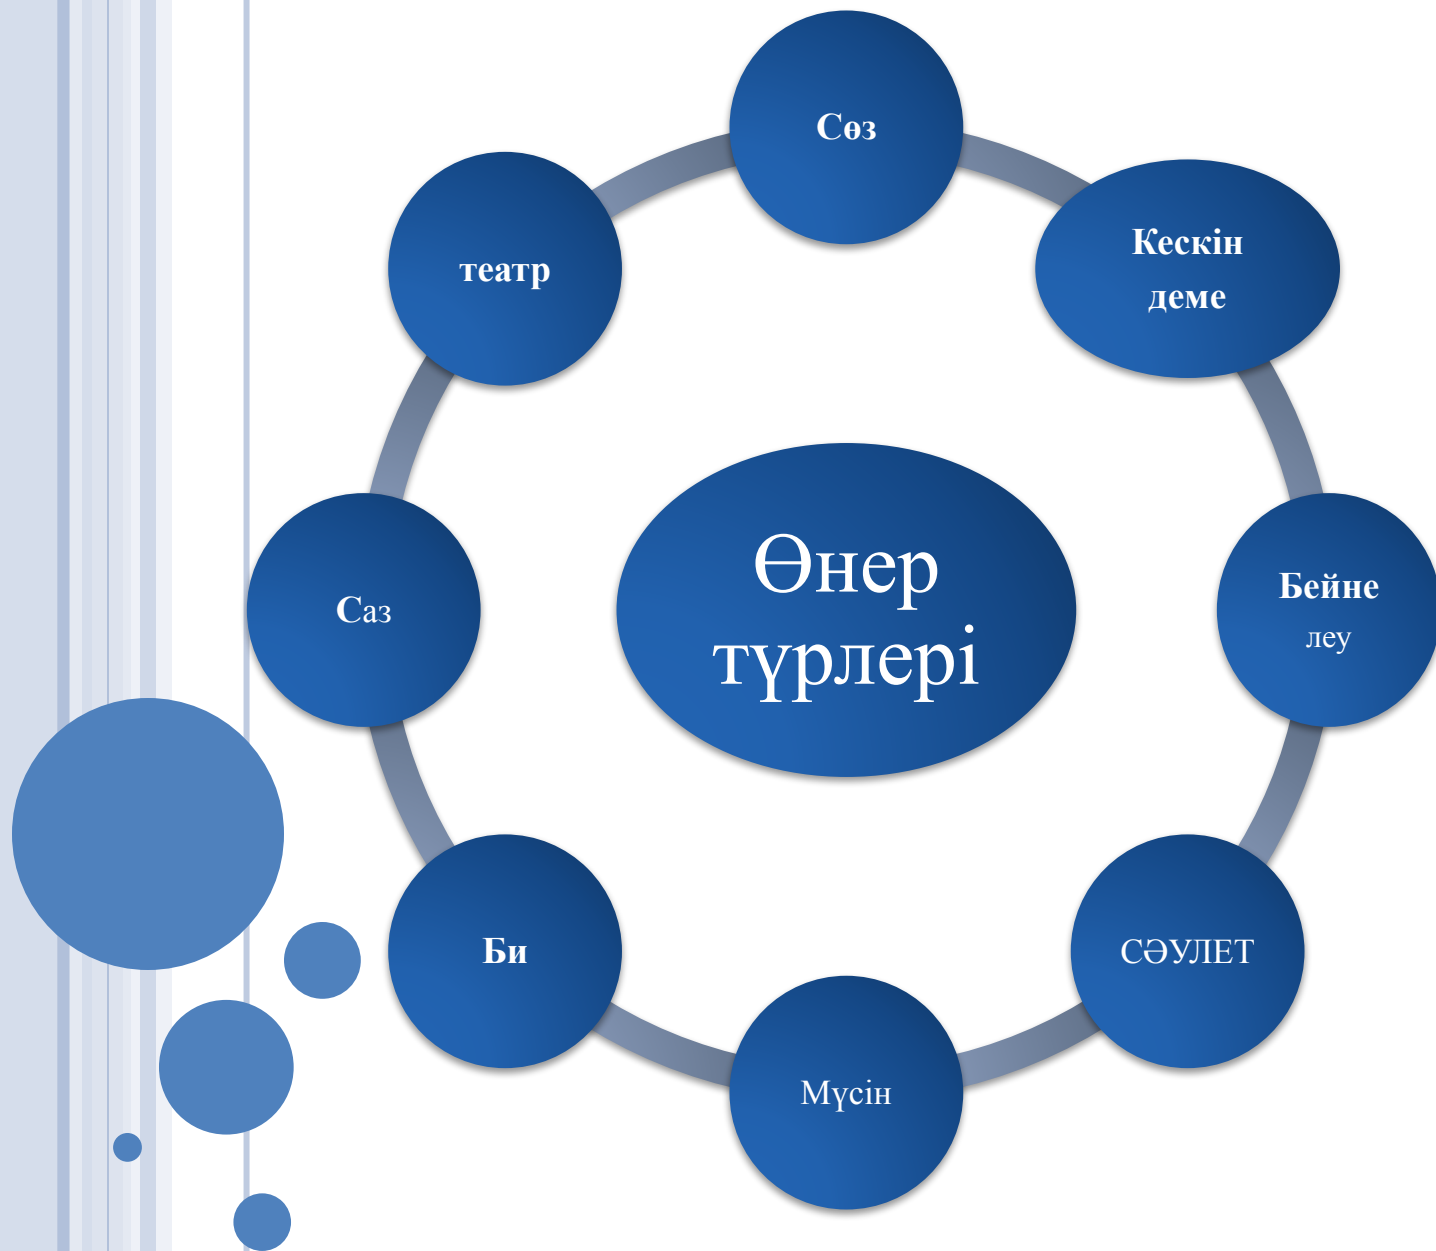 Сөз
Кескін
деме
Бейне
леу
СӘУЛЕТ
Мүсін
Би
Саз
театр
Өнер
түрлері